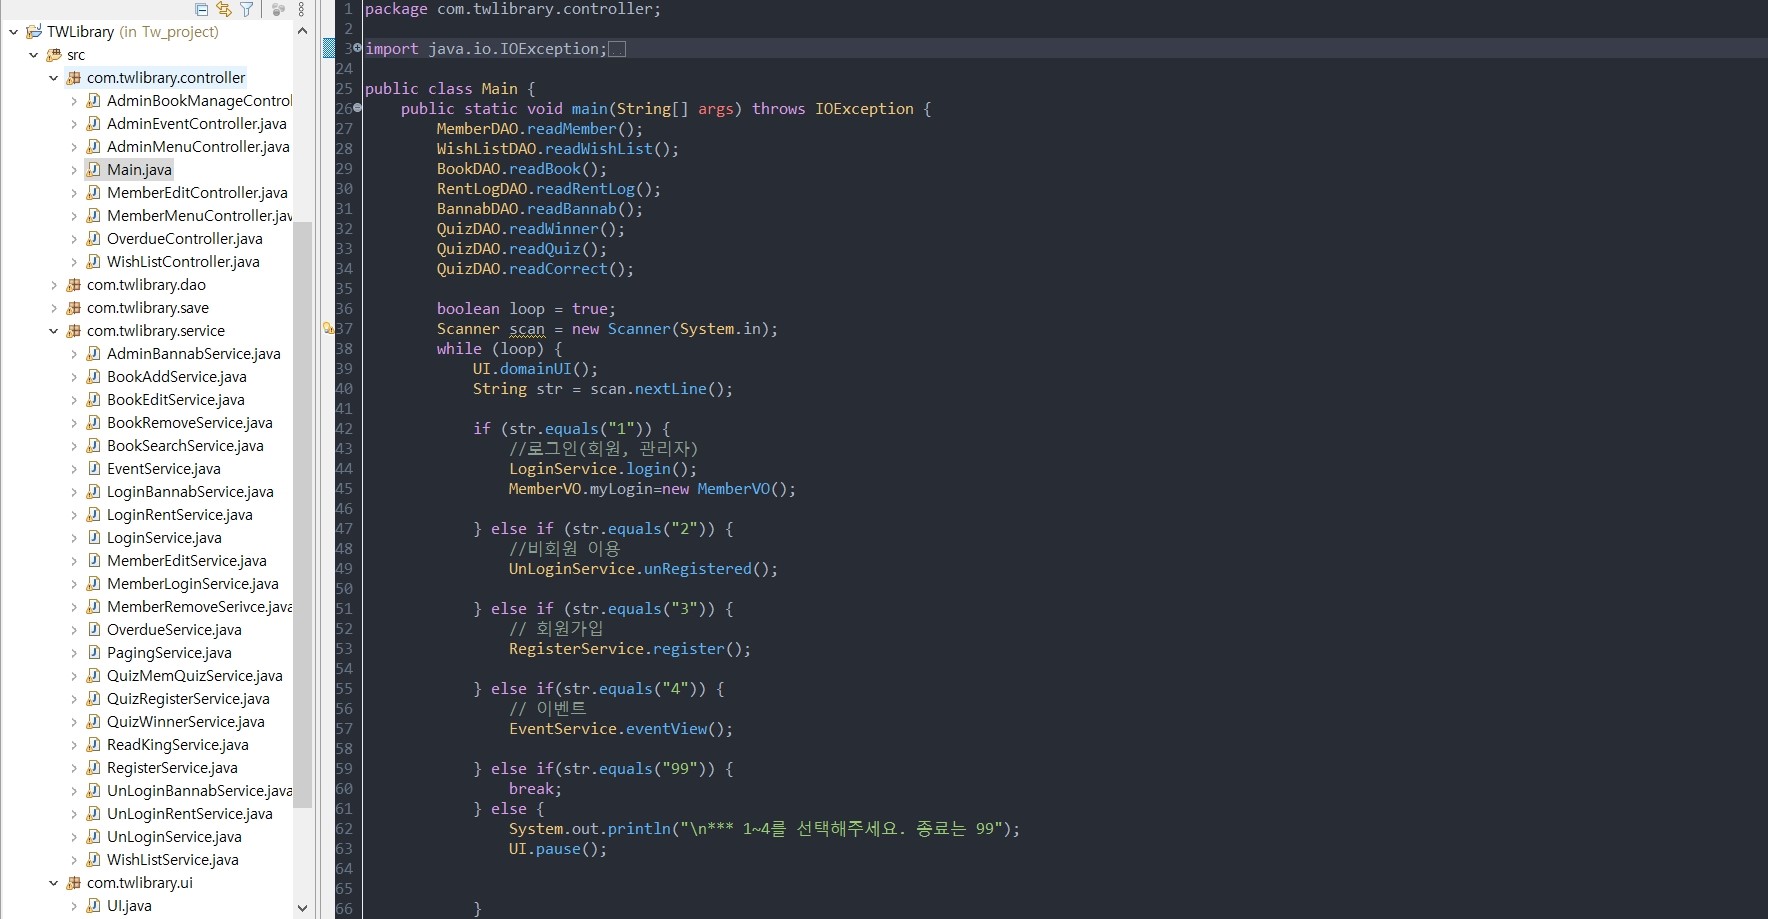 TWLibrary (in Tw_project)
src
com.twlibrary.controller
AdminBookManageControl
AdminEventController.java
AdminMenuController.java
Main.java
MemberEditController.java
MemberMenuController.jav
OverdueController.java
WishListController.java
com.twlibrary.dao
com.twlibrary.save
com.twlibrary.service
AdminBannabService.java
BookAddService.java
BookEditService.java
BookRemoveService.java
BookSearchService.java
EventService.java
LoginBannabService.java
LoginRentService.java
LoginService.java
MemberEditService.java
MemberLoginService.java
MemberRemoveSerivce.java
OverdueService.java
PagingService.java
QuizMemQuizService.java
QuizRegisterService.java
QuizWinnerService.java
ReadKingService.java
RegisterService.java
UnLoginBannabService.java
UnLoginRentService.java
UnLoginService.java
WishListService.java
com.twlibrary.ui
UI.java
1 package com.twlibrary.controller;
2
3 import java.io.IOException;
24
25 public class Main {
26 public static void main(String[] args) throws IOException {
27 MemberDAO.readMember();
28 WishListDAO.readWishList();
29 BookDAO.readBook();
30 RentLogDAO.readRentLog();
31 BannabDAO.readBannab();
32 QuizDAO.readWinner();
33 QuizDAO.readQuiz();
34 QuizDAO.readCorrect();
35
36 boolean loop = true;
37 Scanner scan = new Scanner(System.in);
38 while (loop) {
39 UI.domainUI();
40 String str = scan.nextLine();
41
42 if (str.equals("1")) {
43 //로그인(회원, 관리자)
44 LoginService.login();
45 MemberVO.myLogin=new MemberVO();
46
47 } else if (str.equals("2")) {
48 //비회원 이용
49 UnLoginService.unRegistered();
50
51 } else if (str.equals("3")) {
52 // 회원가입
53 RegisterService.register();
54
55 } else if(str.equals("4")) {
56 // 이벤트
57 EventService.eventView();
58
59 } else if(str.equals("99")) {
60 break;
61 } else {
62 System.out.println("\n*** 1~4를 선택해주세요. 종료는 99");
63 UI.pause();
64
65
66 }